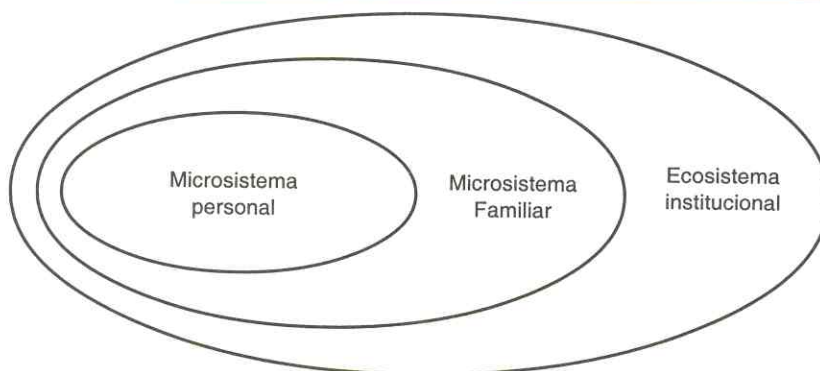 Microsistema
personal
Microsistema
Familiar
Ecosistema
institucional